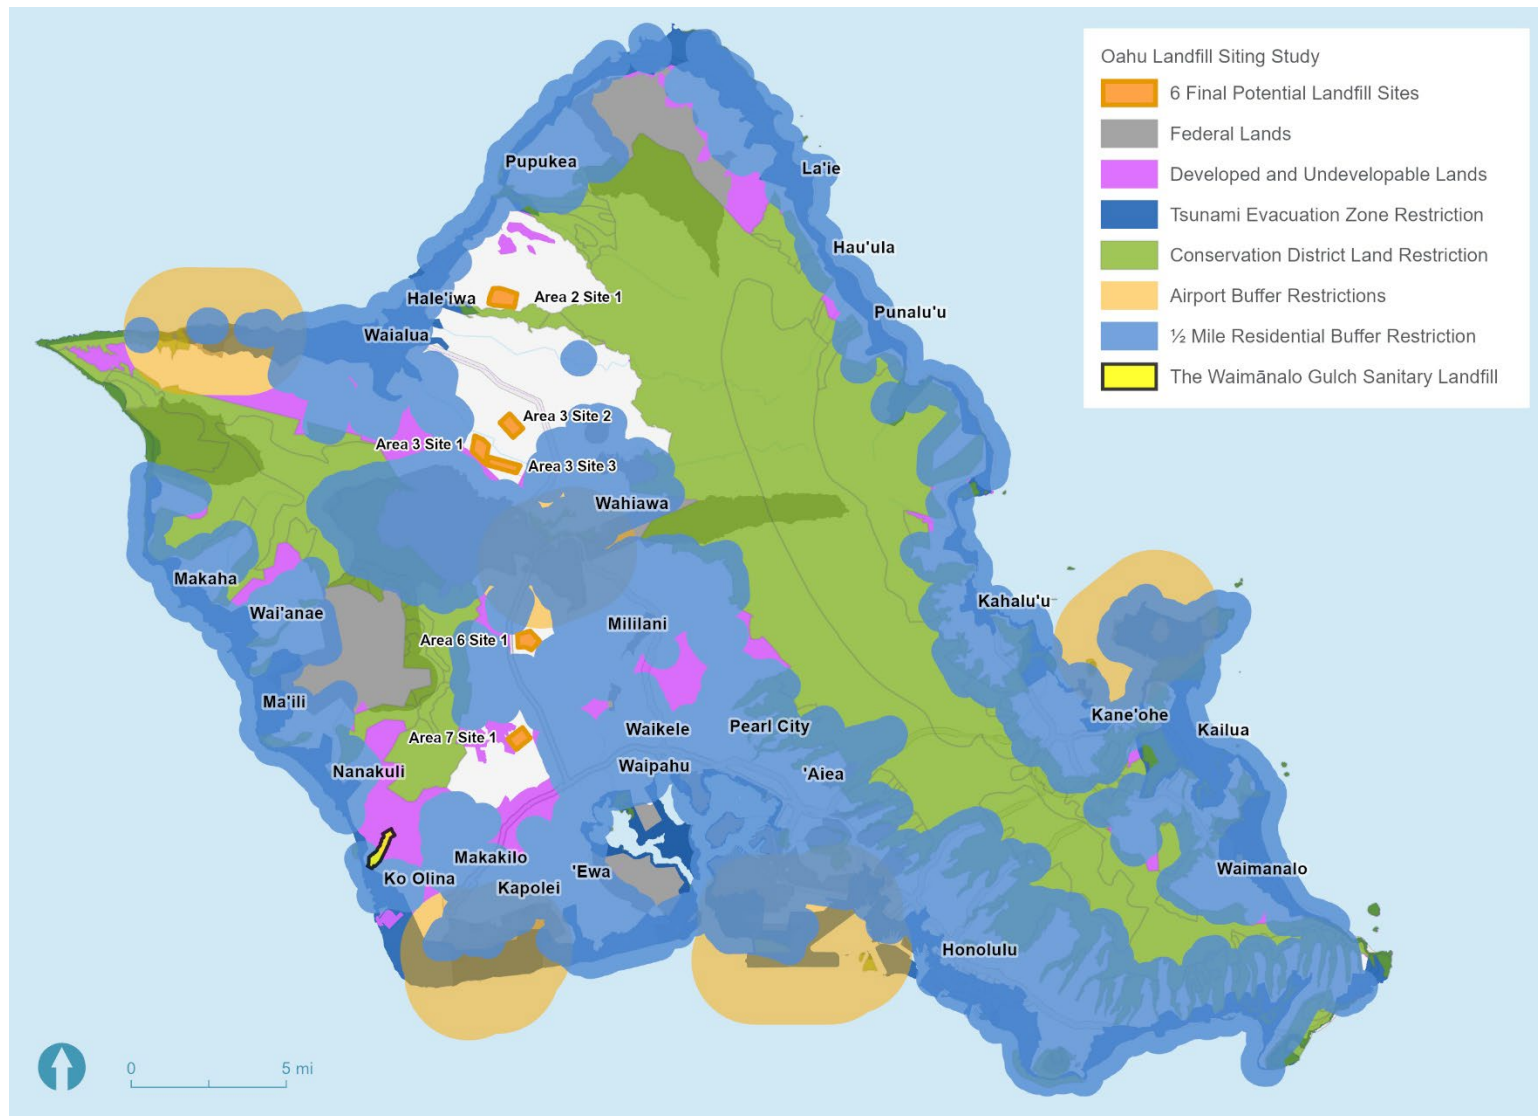 Oahu Landfill Siting Study
6 Final Potential Landfill Sites
Federal Lands
Developed and Undevelopable Lands
Tsunami Evacuation Zone Restriction
Conservation District Land Restriction
Airport Buffer Restrictions
½ Mile Residential Buffer Restriction
The Waimānalo Gulch Sanitary Landfill
Pupukea
La'ie
Hau'ula
Hale'iwa
Area 2 Site 1
Punalu'u
Waialua
Area 3 Site 2
Area 3 Site 1
Area 3 Site 3
Wahiawa
Makaha
Wai'anae
Kahalu'u
Mililani
Area 6 Site 1
Ma'ili
Kane'ohe
Waikele
Pearl City
Kailua
Area 7 Site 1
Nanakuli
Waipahu
'Aiea
Makakilo
Waimanalo
'Ewa
Ko Olina
Kapolei
Honolulu
0
5 mi